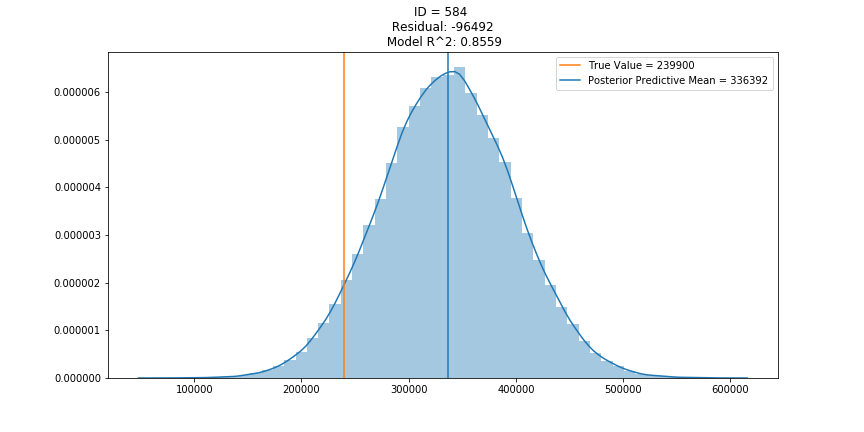 ID = 584
Residual: -96492
Model R^2: 0.8559
True Value = 239900
Posterior Predictive Mean = 336392
0.000006
0.000005
0.000004
0.000003
0.000002
0.000001
0.000000
100000 200000 300000 400000 500000 600000